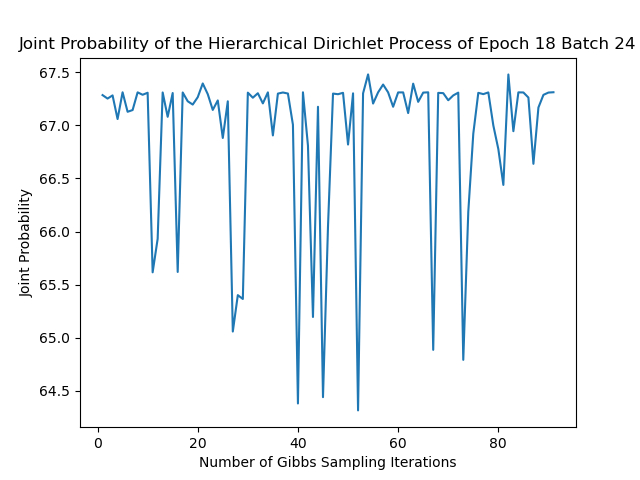 Joint Probability of the Hierarchical Dirichlet Process of Epoch 18 Batch 24
67.5
67.0
66.5
66.0
65.5
65.0
64.5
Joint Probability
0 20 40 60 80
Number of Gibbs Sampling Iterations